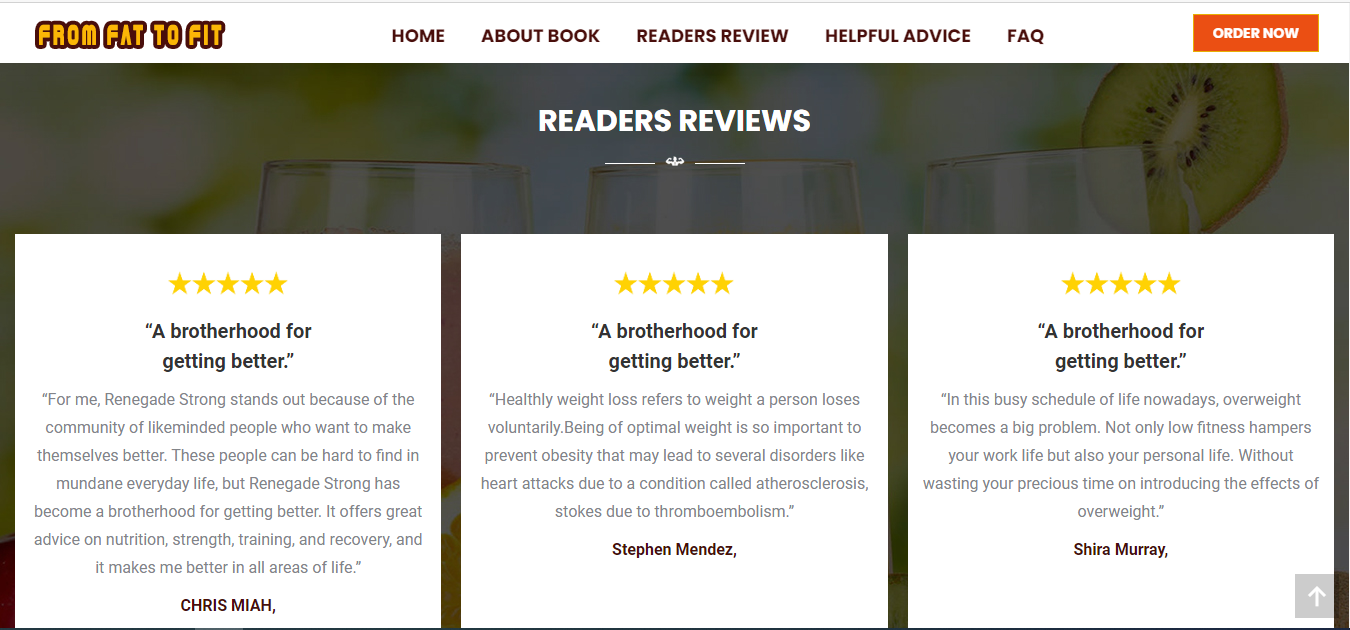 FROM FAT TO FIT
HOME
ABOUT BOOK
READERS REVIEW
HELPFUL ADVICE
FAQ
ORDER NOW
READERS REVIEWS
“A brotherhood for
getting better.”
“For me, Renegade Strong stands out because of the
community of likeminded people who want to make
themselves better. These people can be hard to find in
mundane everyday life, but Renegade Strong has
become a brotherhood for getting better. It offers great
advice on nutrition, strength, training, and recovery, and
it makes me better in all areas of life.”
CHRIS MIAH,
“A brotherhood for
getting better.”
“Healthly weight loss refers to weight a person loses
voluntarily.Being of optimal weight is so important to
prevent obesity that may lead to several disorders like
heart attacks due to a condition called atherosclerosis,
stokes due to thromboembolism.”
Stephen Mendez,
“A brotherhood for
getting better.”
“In this busy schedule of life nowadays, overweight
becomes a big problem. Not only low fitness hampers
your work life but also your personal life. Without
wasting your precious time on introducing the effects of
overweight.”
Shira Murray,